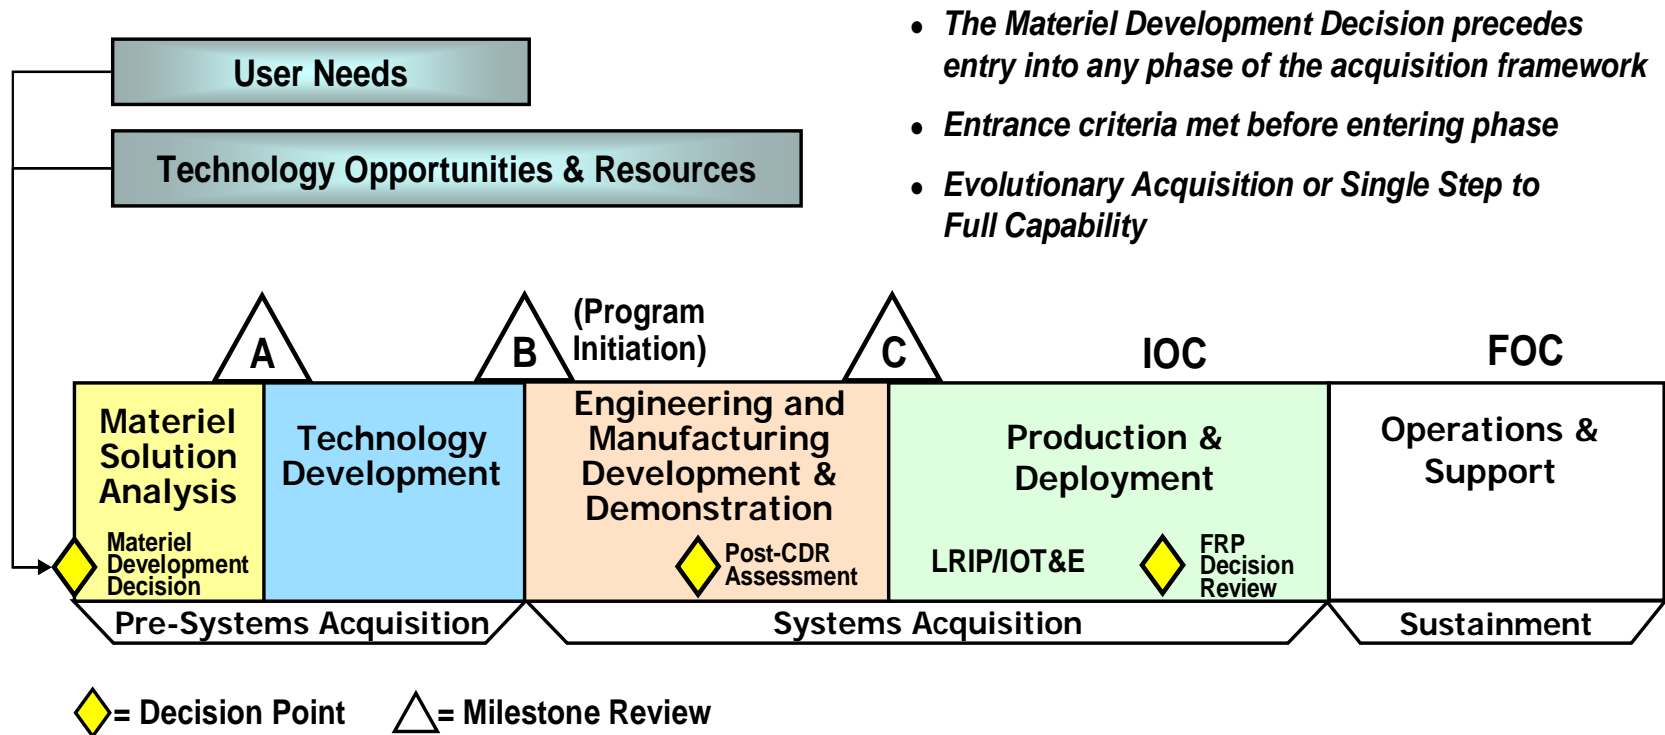 User Needs
Technology Opportunities & Resources
• The Materiel Development Decision precedes
entry into any phase of the acquisition framework
• Entrance criteria met before entering phase
• Evolutionary Acquisition or Single Step to
Full Capability
A
B
(Program
Initiation)
C
IOC
FOC
Materiel
Solution
Analysis
Technology
Development
Engineering and
Manufacturing
Development &
Demonstration
Production &
Deployment
Operations &
Support
Materiel
Development
Decision
Post-CDR
Assessment
LRIP/IOT&E
FRP
Decision
Review
Pre-Systems Acquisition
Systems Acquisition
Sustainment
= Decision Point
= Milestone Review